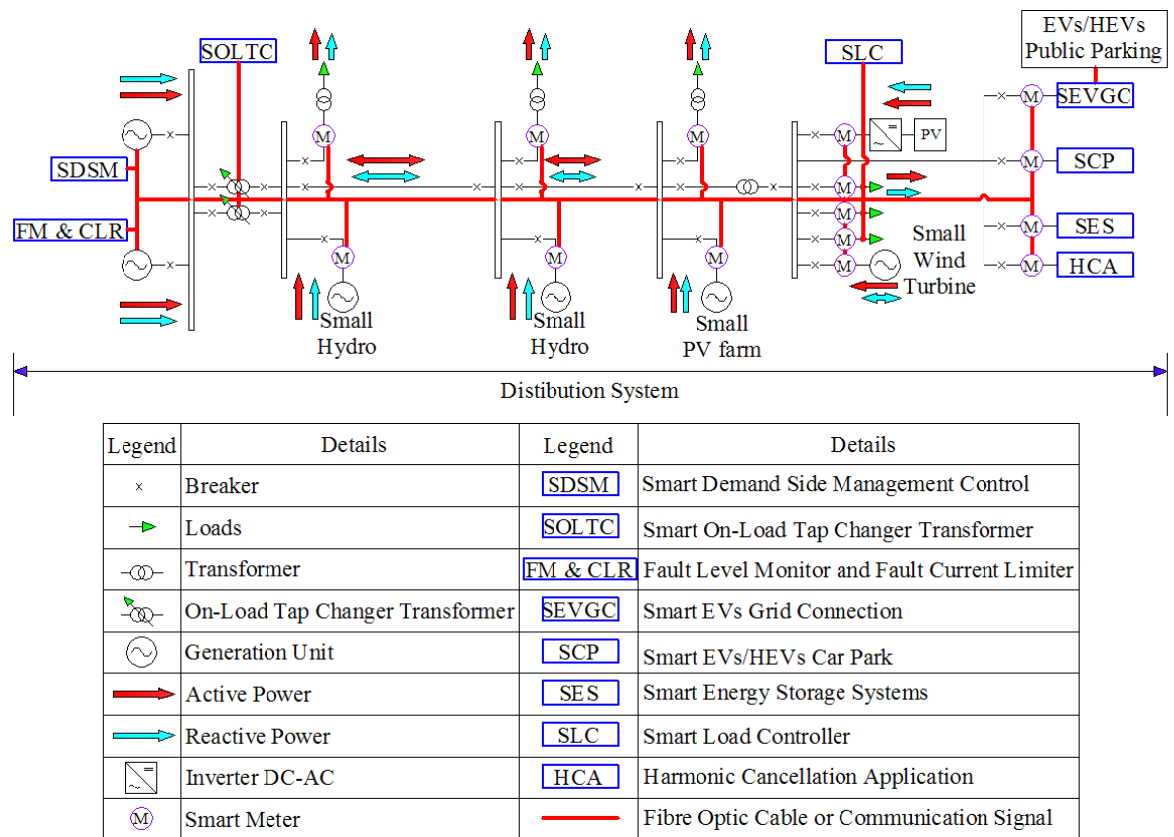 EVs/HEVs
Public Parking
SOLTC
SLC
SEVGC
M
M
M
M
M
PV
SDSM
M
SCP
M
FM & CLR
M
M
SES
M
M
M
M
M
M
HCA
Small
Wind
Turbine
Small
Hydro
Small
Hydro
Small
PV farm
Distibution System
Legend Details Legend Details
× Breaker SDSM Smart Demand Side Management Control
Loads SOLTC Smart On-Load Tap Changer Transformer
Transformer FM & CLR Fault Level Monitor and Fault Current Limiter
On-Load Tap Changer Transformer SEVGC Smart EVs Grid Connection
Generation Unit SCP Smart EVs/HEVs Car Park
Active Power SES Smart Energy Storage Systems
Reactive Power SLC Smart Load Controller
Inverter DC-AC HCA Harmonic Cancellation Application
M Smart Meter Fibre Optic Cable or Communication Signal